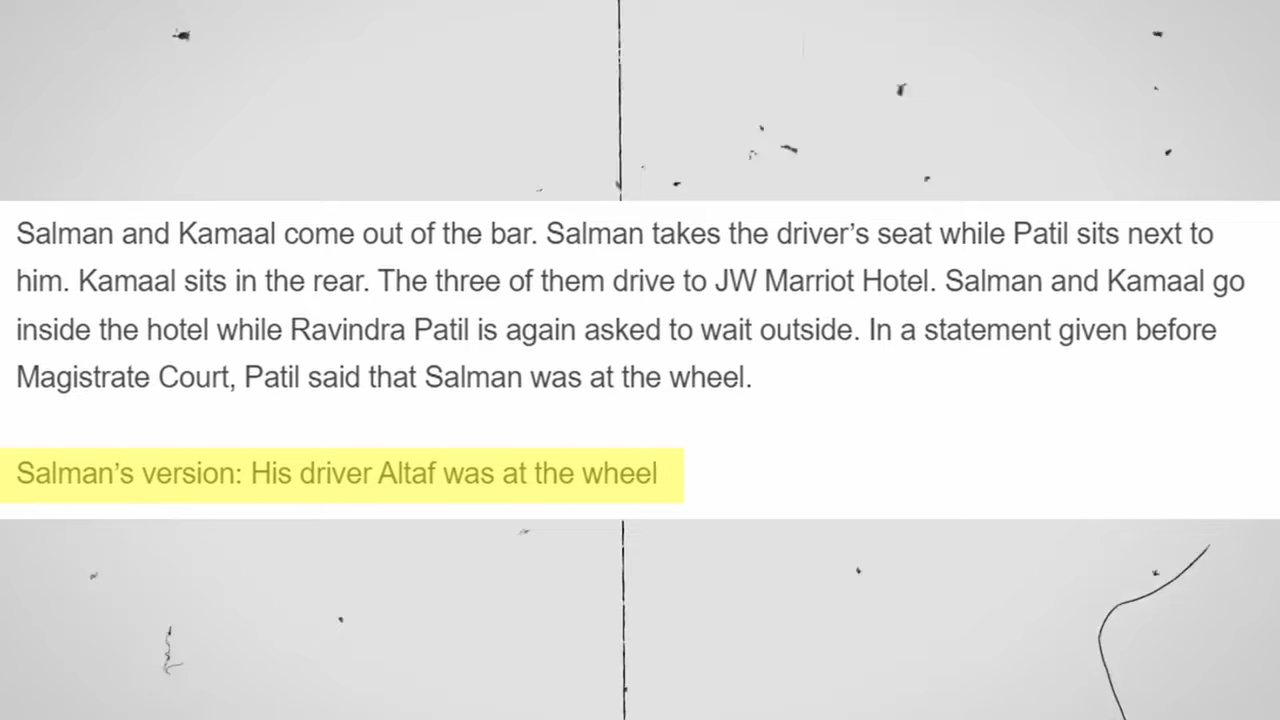 Salman and Kamaal come out of the bar. Salman takes the driver’s seat while Patil sits next to
him. Kamaal sits in the rear. The three of them drive to JW Marriot Hotel. Salman and Kamaal go
inside the hotel while Ravindra Patil is again asked to wait outside. In a statement given before
Magistrate Court, Patil said that Salman was at the wheel.
Salman’s version: His driver Altaf was at the wheel